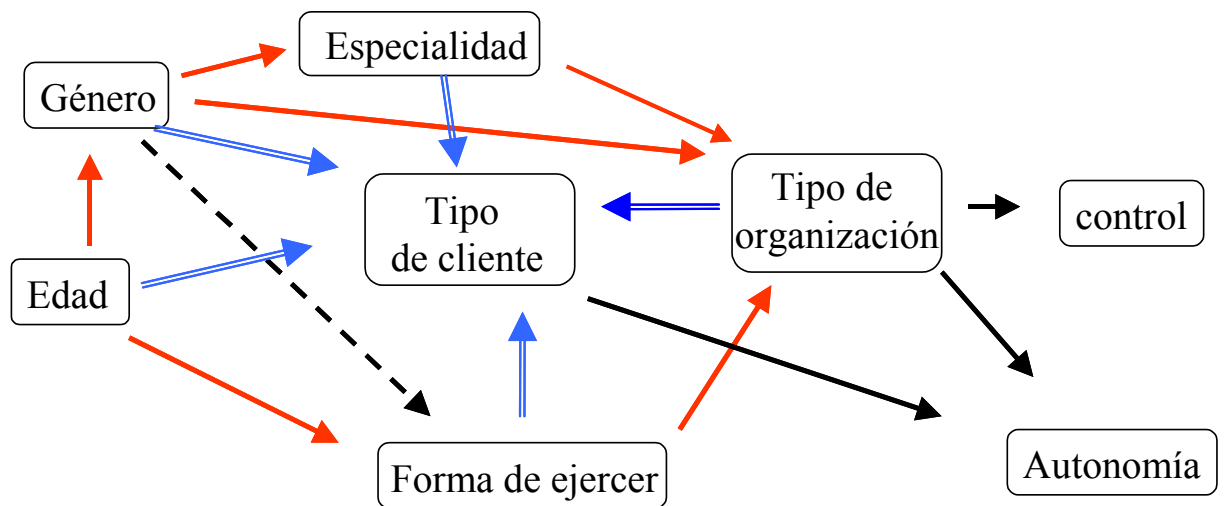 Especialidad
Género
Tipo
de cliente
Tipo de
organización
control
Edad
Forma de ejercer
Autonomía